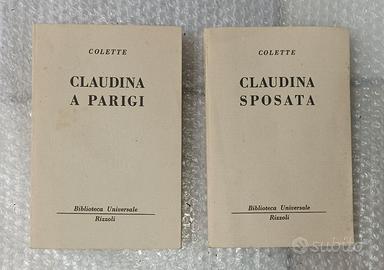 COLETTE
CLAUDINA
A PARIGI
Biblioteca Universale
Rizzoli
COLETTE
CLAUDINA
SPOSATA
Biblioteca Universale
Rizzoli
subito